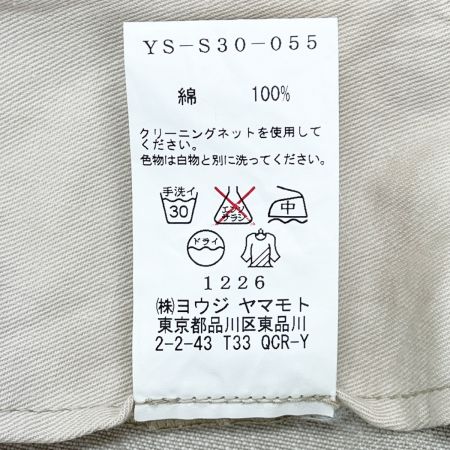 YS-S30-055
綿 100%
クリーニングネットを使用して
ください。
色物は白物と別に洗ってください。
手洗イ 30 エンソ サラシ 中
ドライ
1226
㈱ヨウジ ヤマモト
東京都品川区東品川
2-2-43 T33 QCR-Y